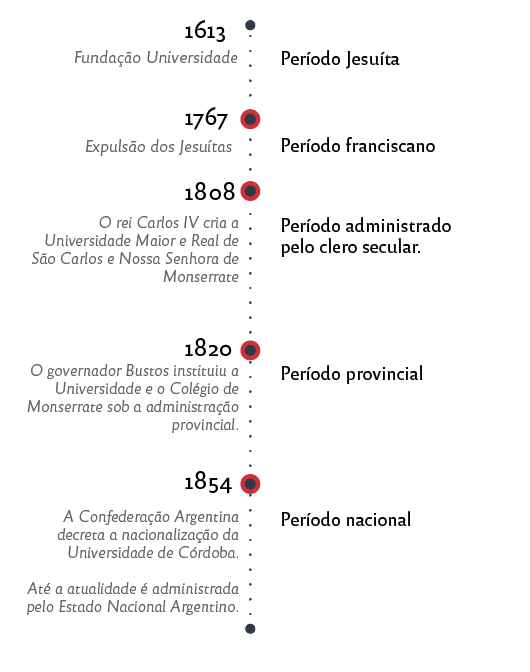 1613
Fundação Universidade
Período Jesuíta
1767
Expulsão dos Jesuítas
Período franciscano
1808
O rei Carlos IV cria a
Universidade Maior e Real de
São Carlos e Nossa Senhora de
Monserrate
Período administrado
pelo clero secular.
1820
O governador Bustos instituiu a
Universidade e o Colégio de
Monserrate sob a administração
provincial.
Período provincial
1854
A Confederação Argentina
decreta a nacionalização da
Universidade de Córdoba.
Até a atualidade é administrada
pelo Estado Nacional Argentino.
Período nacional